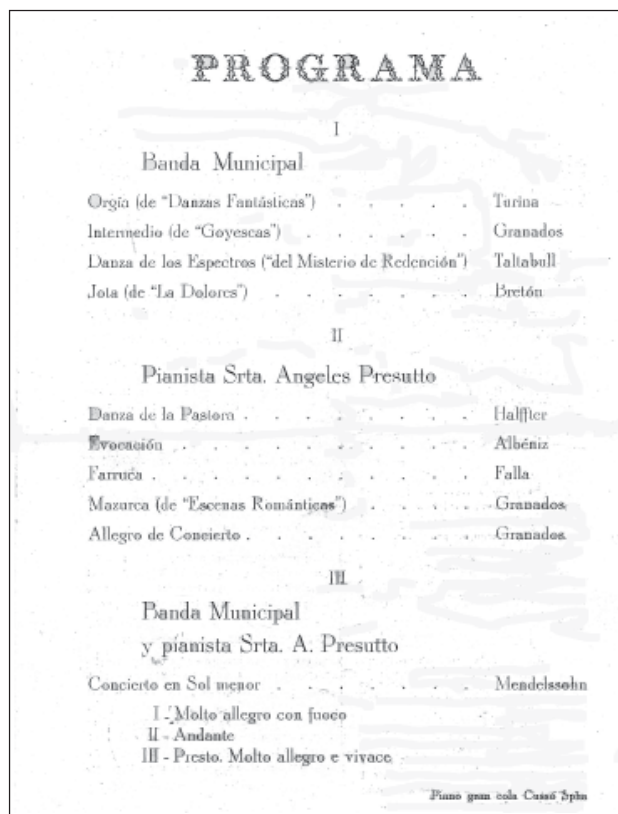 PROGRAMA
I
Banda Municipal
Orgía (de "Danzas Fantásticas") . . . . . Turina
Intermedio (de "Goyescas") . . . . . . Granados
Danza de los Espectros ("del Misterio de Redención") Taltabull
Jota (de "La Dolores") . . . . . . . Bretón
II
Pianista Srta. Angeles Presutto
Danza de la Pastora . . . . . . . . Halffter
Evocación . . . . . . . . . . Albéniz
Farruca . . . . . . . . . . Falla
Mazurca (de "Escenas Románticas") . . . . Granados
Allegro de Concierto . . . . . . . . Granados
III
Banda Municipal
y pianista Srta. A. Presutto
Concierto en Sol menor . . . . . . . Mendelssohn
I - Molto allegro con fuoco
II - Andante
III - Presto. Molto allegro e vivace
Piano gran cola Cussó Sfha